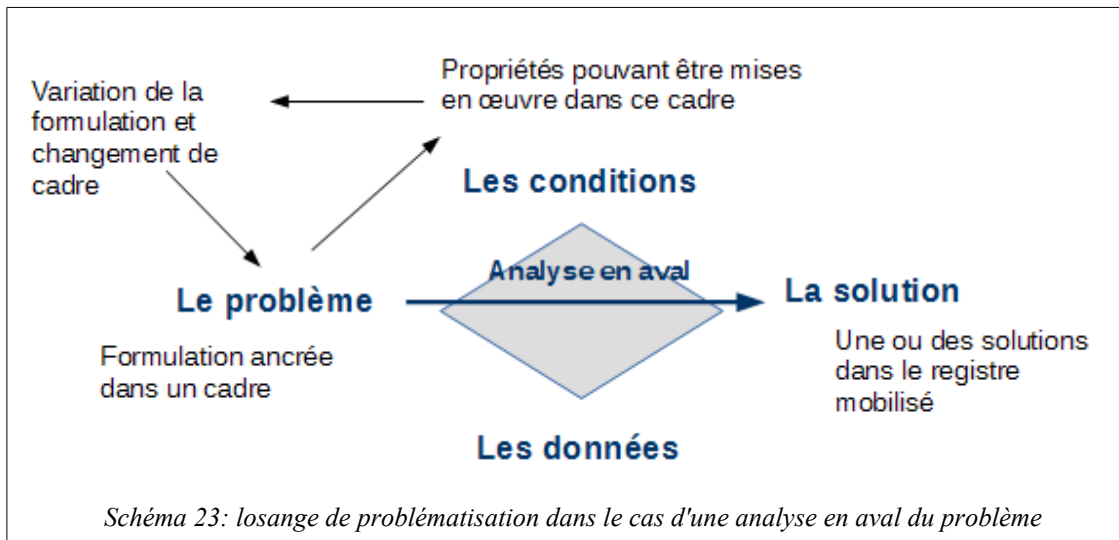 Variation de la
formulation et
changement de
cadre
Propriétés pouvant être mises
en œuvre dans ce cadre
Les conditions
Analyse en aval
Le problème
La solution
Formulation ancrée
dans un cadre
Une ou des solutions
dans le registre
mobilisé
Les données
Schéma 23: losange de problématisation dans le cas d'une analyse en aval du problème